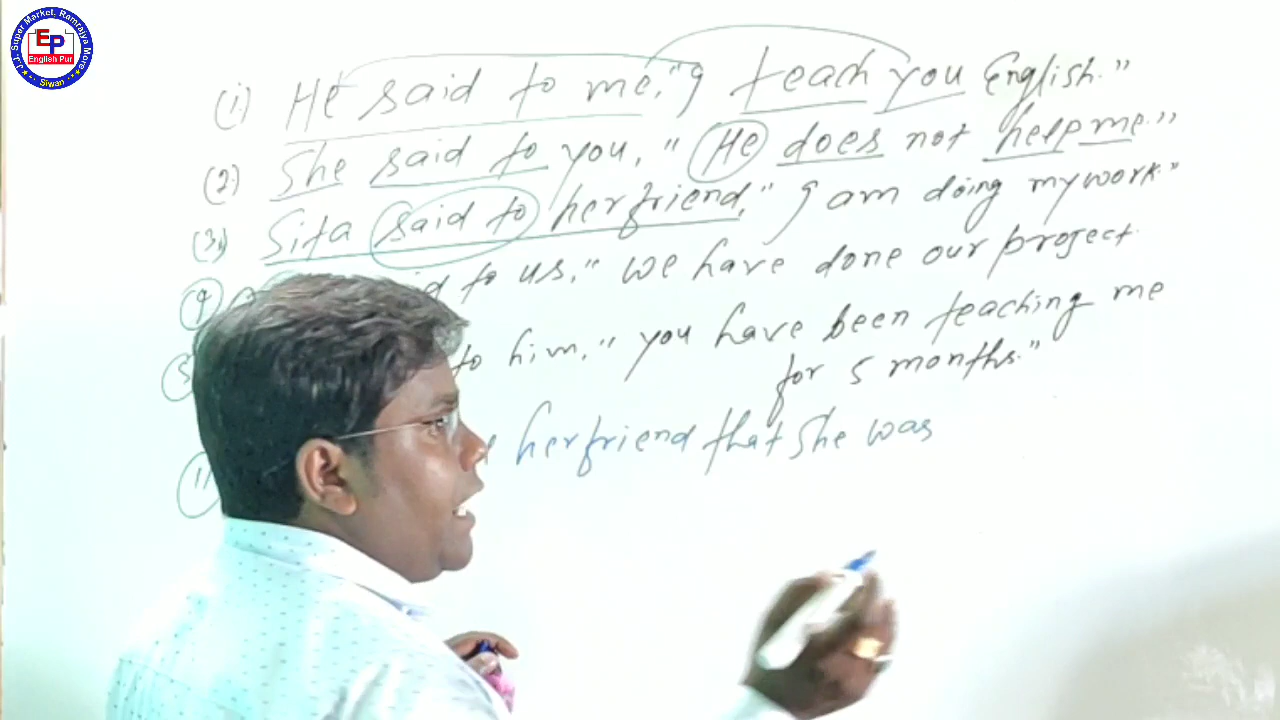 J.J. Super Market, Ramrajya More
EP
English Pur
Siwan
(i) He said to me, "I teach you English."
(2) She said to you, " He does not help me."
(3) Sita said to her friend, " I am doing my work."
(4) to us, " we have done our project
to him, " you have been teaching me
for 5 months."
her friend that She was